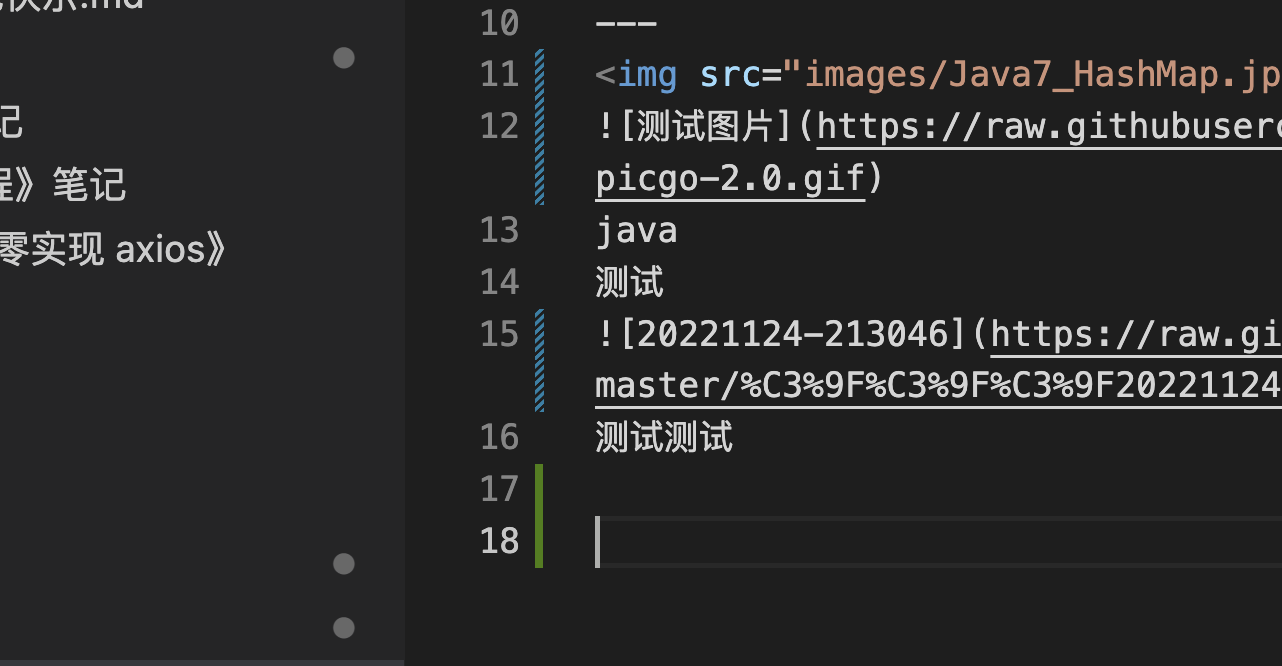 快乐.md
记
程》笔记
零实现 axios》
10 ---
11 <img src="images/Java7_HashMap.jp
12 ![测试图片](https://raw.githubuserc
picgo-2.0.gif)
13 java
14 测试
15 ![20221124-213046](https://raw.gi
master/%C3%9F%C3%9F%C3%9F20221124
16 测试测试
17
18